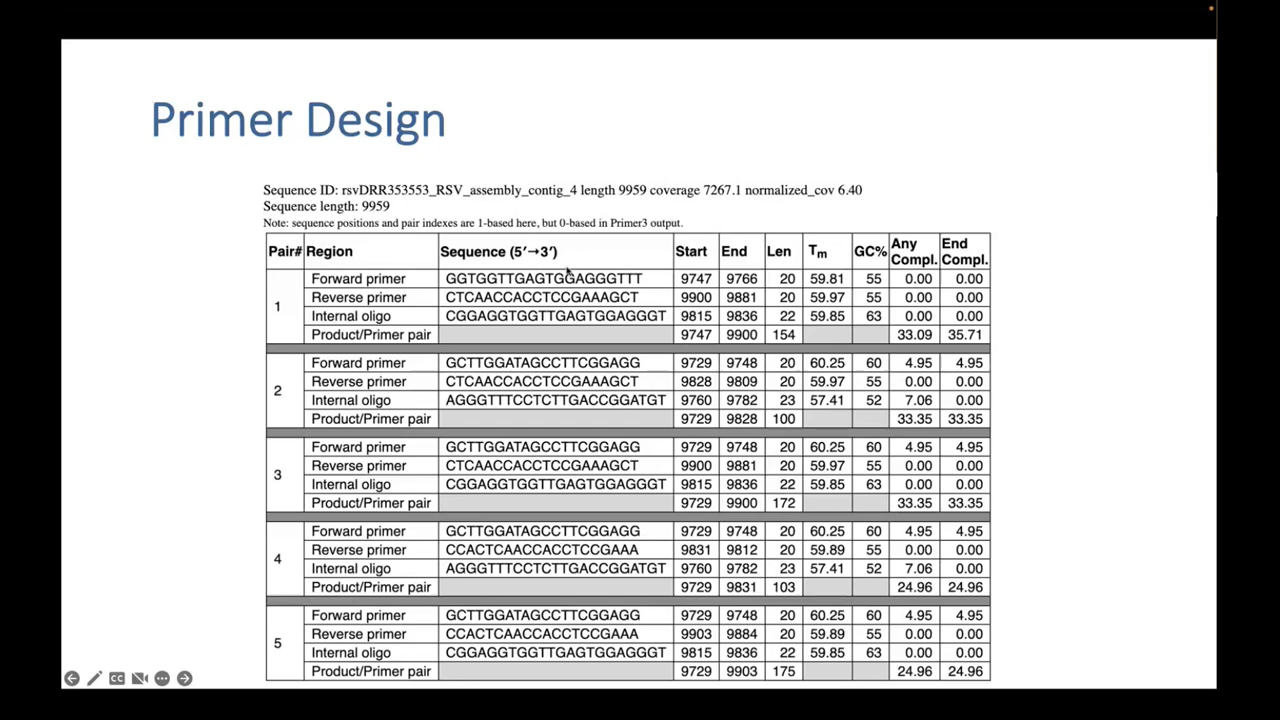 Primer Design
Sequence ID: rsvDRR353553_RSV_assembly_contig_4 length 9959 coverage 7267.1 normalized_cov 6.40
Sequence length: 9959
Note: sequence positions and pair indexes are 1-based here, but 0-based in Primer3 output.
Pair# Region Sequence (5′→3′) Start End Len Tm GC% Any Compl. End Compl.
1
Forward primer GGTGGTTGAGTGGAGGGTTT 9747 9766 20 59.81 55 0.00 0.00
Reverse primer CTCAACCACCTCCGAAAGCT 9900 9881 20 59.97 55 0.00 0.00
Internal oligo CGGAGGTGGTTGAGTGGAGGGT 9815 9836 22 59.85 63 0.00 0.00
Product/Primer pair 9747 9900 154 33.09 35.71
2
Forward primer GCTTGGATAGCCTTCGGAGG 9729 9748 20 60.25 60 4.95 4.95
Reverse primer CTCAACCACCTCCGAAAGCT 9828 9809 20 59.97 55 0.00 0.00
Internal oligo AGGGTTTCCTCTTGACCGGATGT 9760 9782 23 57.41 52 7.06 0.00
Product/Primer pair 9729 9828 100 33.35 33.35
3
Forward primer GCTTGGATAGCCTTCGGAGG 9729 9748 20 60.25 60 4.95 4.95
Reverse primer CTCAACCACCTCCGAAAGCT 9900 9881 20 59.97 55 0.00 0.00
Internal oligo CGGAGGTGGTTGAGTGGAGGGT 9815 9836 22 59.85 63 0.00 0.00
Product/Primer pair 9729 9900 172 33.35 33.35
4
Forward primer GCTTGGATAGCCTTCGGAGG 9729 9748 20 60.25 60 4.95 4.95
Reverse primer CCACTCAACCACCTCCGAAA 9831 9812 20 59.89 55 0.00 0.00
Internal oligo AGGGTTTCCTCTTGACCGGATGT 9760 9782 23 57.41 52 7.06 0.00
Product/Primer pair 9729 9831 103 24.96 24.96
5
Forward primer GCTTGGATAGCCTTCGGAGG 9729 9748 20 60.25 60 4.95 4.95
Reverse primer CCACTCAACCACCTCCGAAA 9903 9884 20 59.89 55 0.00 0.00
Internal oligo CGGAGGTGGTTGAGTGGAGGGT 9815 9836 22 59.85 63 0.00 0.00
Product/Primer pair 9729 9903 175 24.96 24.96
CC